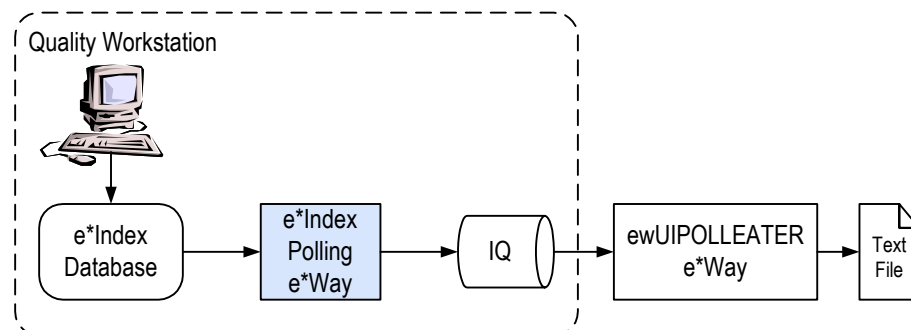 Quality Workstation
e*Index
Database
e*Index
Polling
e*Way
IQ
ewUIPOLLEATER
e*Way
Text
File